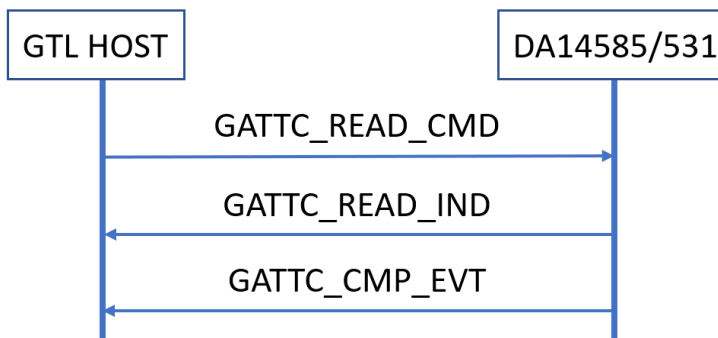 GTL HOST
DA14585/531
GATTC_READ_CMD
GATTC_READ_IND
GATTC_CMP_EVT